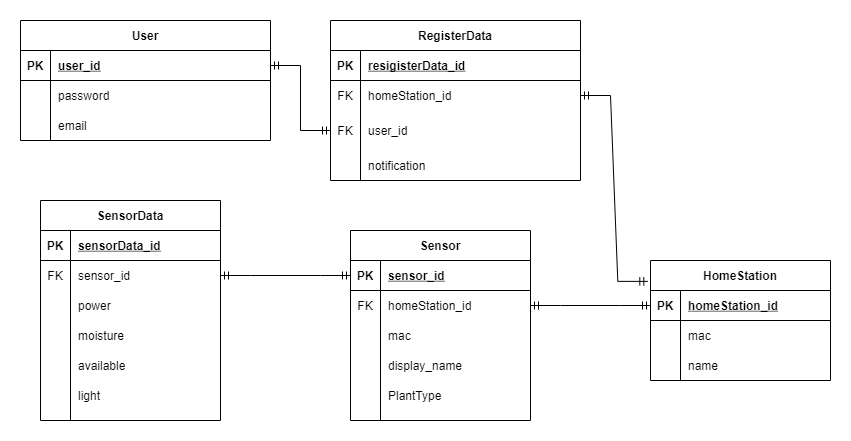 User
PK user_id
password
email
RegisterData
PK resigisterData_id
FK homeStation_id
FK user_id
notification
SensorData
PK sensorData_id
FK sensor_id
power
moisture
available
light
Sensor
PK sensor_id
FK homeStation_id
mac
display_name
PlantType
HomeStation
PK homeStation_id
mac
name